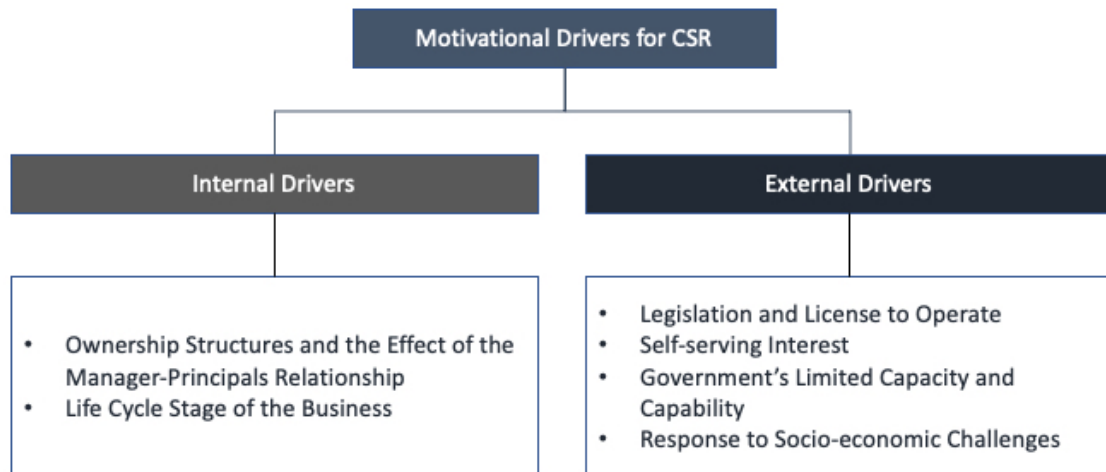 Motivational Drivers for CSR
Internal Drivers
External Drivers
• Ownership Structures and the Effect of the
Manager-Principals Relationship
• Life Cycle Stage of the Business
• Legislation and License to Operate
• Self-serving Interest
• Government’s Limited Capacity and
Capability
• Response to Socio-economic Challenges